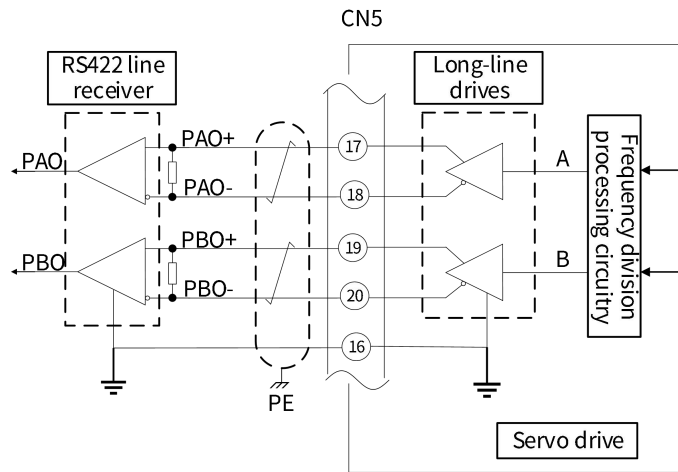 CN5
RS422 line
receiver
Long-line
drives
PAO+
PAO
PAO-
17
18
A
Frequency division
processing circuitry
PBO+
PBO
PBO-
19
20
B
16
PE
Servo drive